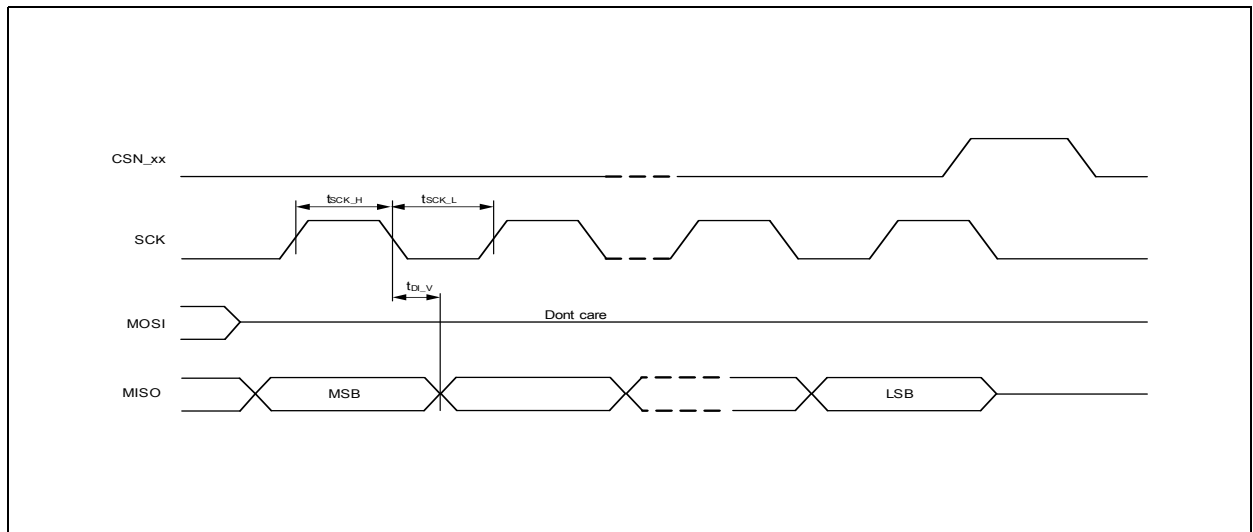 CSN_xx
tSCK_H
tSCK_L
SCK
tDI_V
MOSI
Dont care
MISO
MSB
LSB